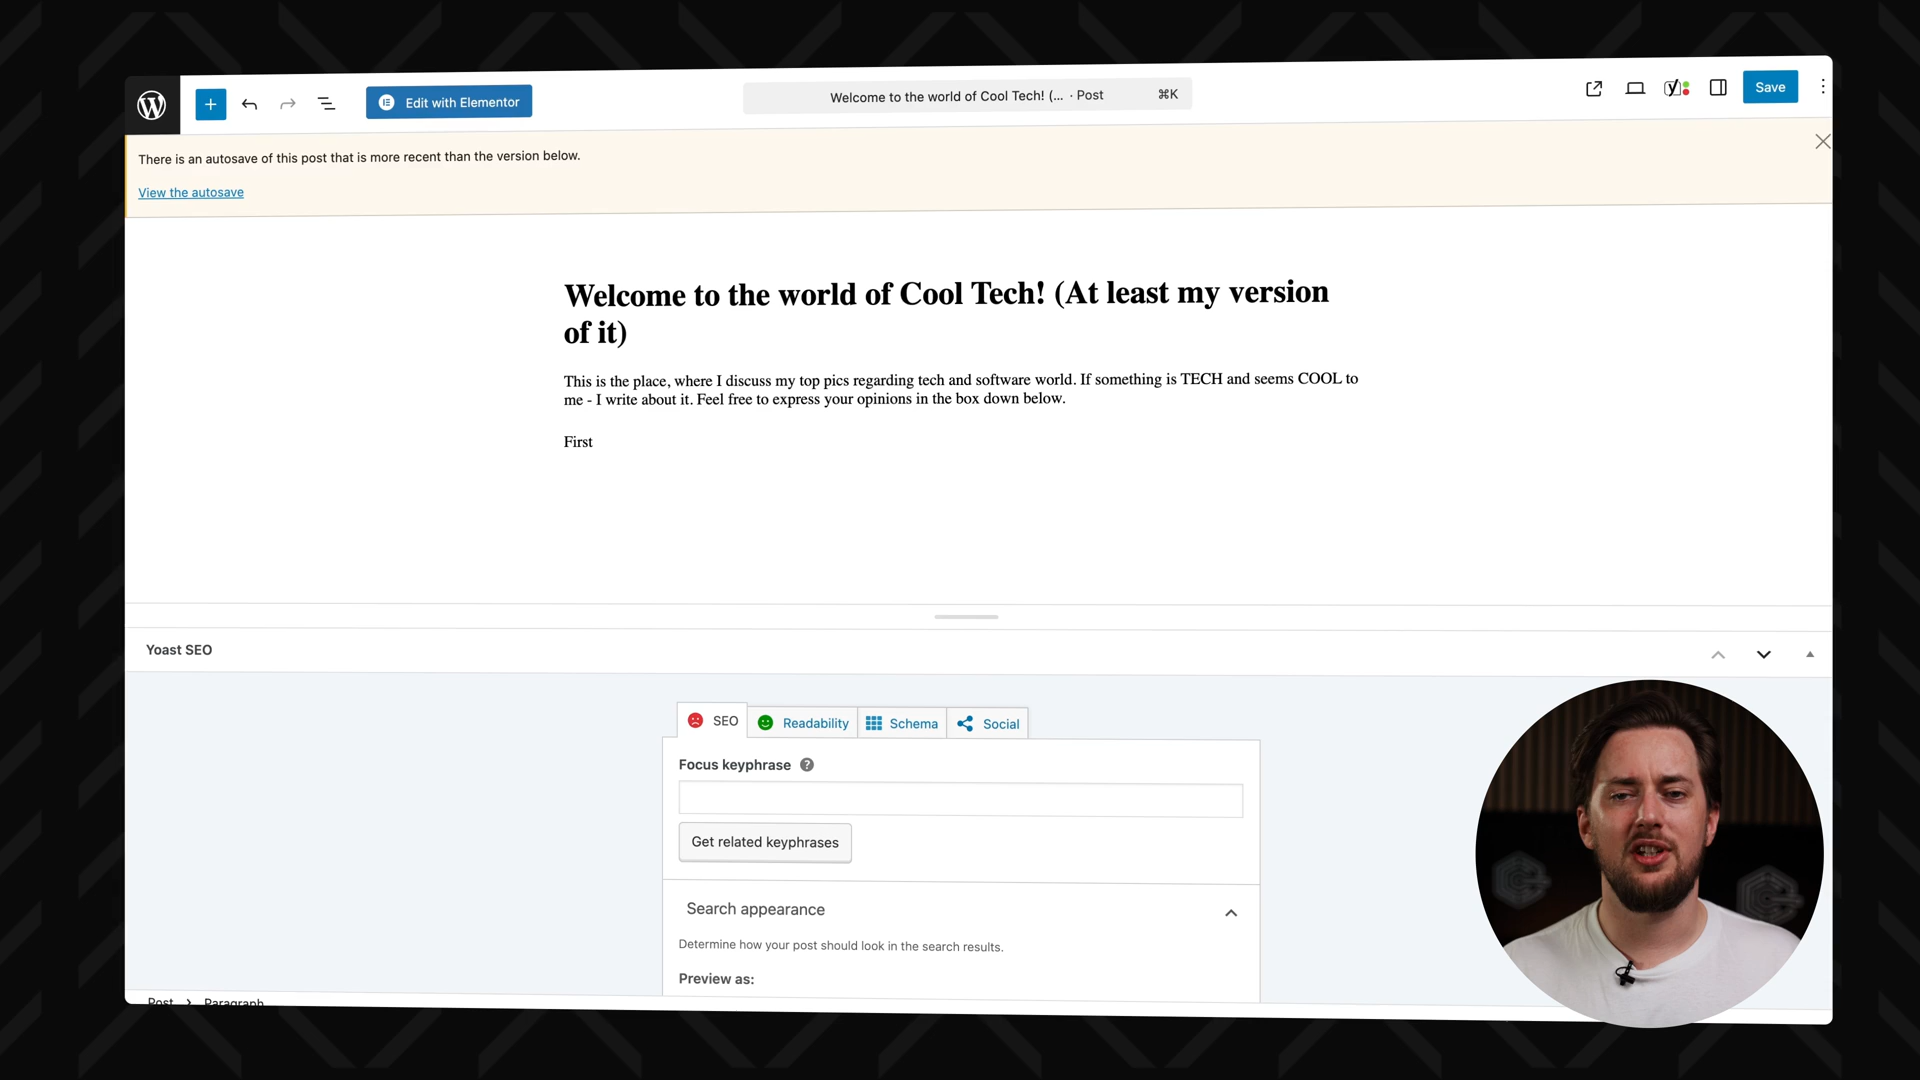 Edit with Elementor
Welcome to the world of Cool Tech! (... · Post ⌘K
Save
There is an autosave of this post that is more recent than the version below.
View the autosave
Welcome to the world of Cool Tech! (At least my version
of it)
This is the place, where I discuss my top pics regarding tech and software world. If something is TECH and seems COOL to
me - I write about it. Feel free to express your opinions in the box down below.
First
Yoast SEO
SEO Readability Schema Social
Focus keyphrase ?
Get related keyphrases
Search appearance
Determine how your post should look in the search results.
Preview as:
Post > Paragraph